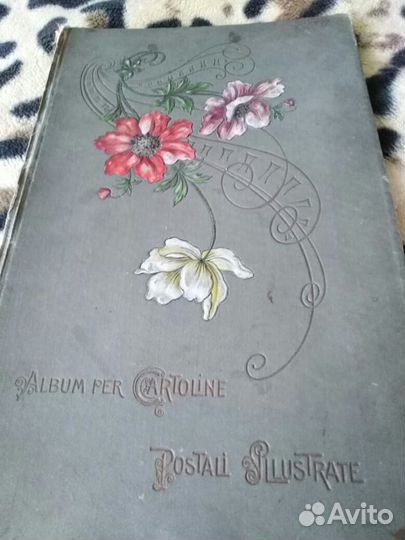 ALBUM PER CARTOLINE
POSTALI ILLUSTRATE
Avito